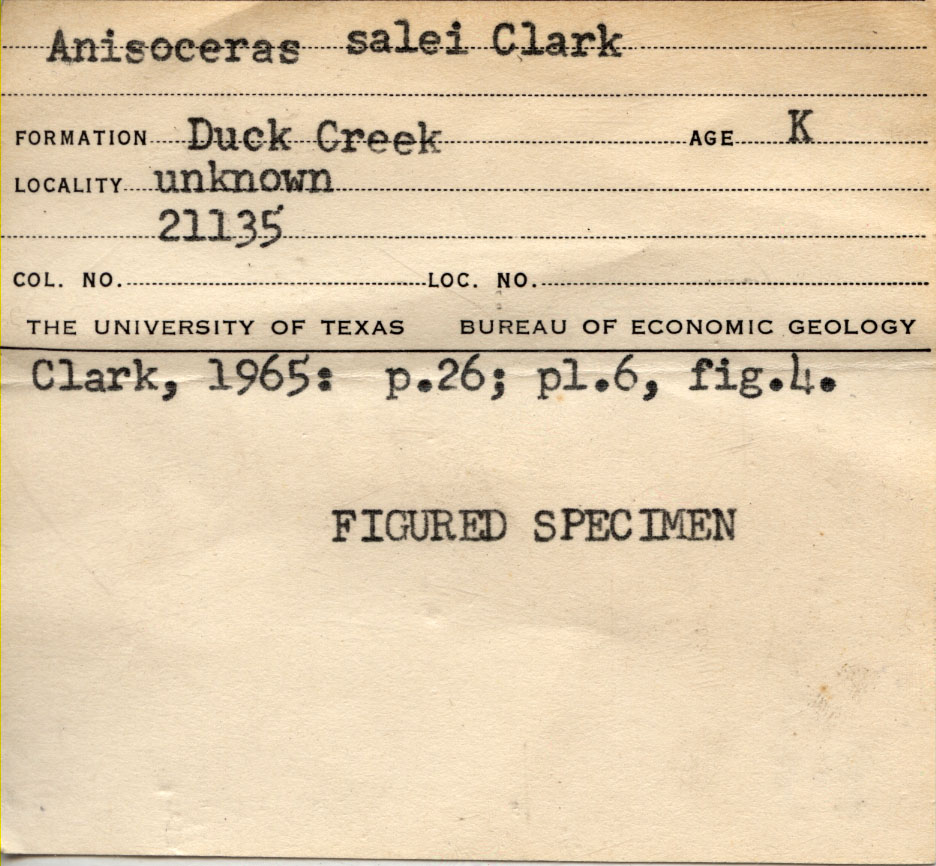 Anisoceras salei Clark
FORMATION Duck Creek AGE K
LOCALITY unknown
21135
COL. NO. LOC. NO.
THE UNIVERSITY OF TEXAS BUREAU OF ECONOMIC GEOLOGY
Clark, 1965: p.26; pl.6, fig.4.
FIGURED SPECIMEN